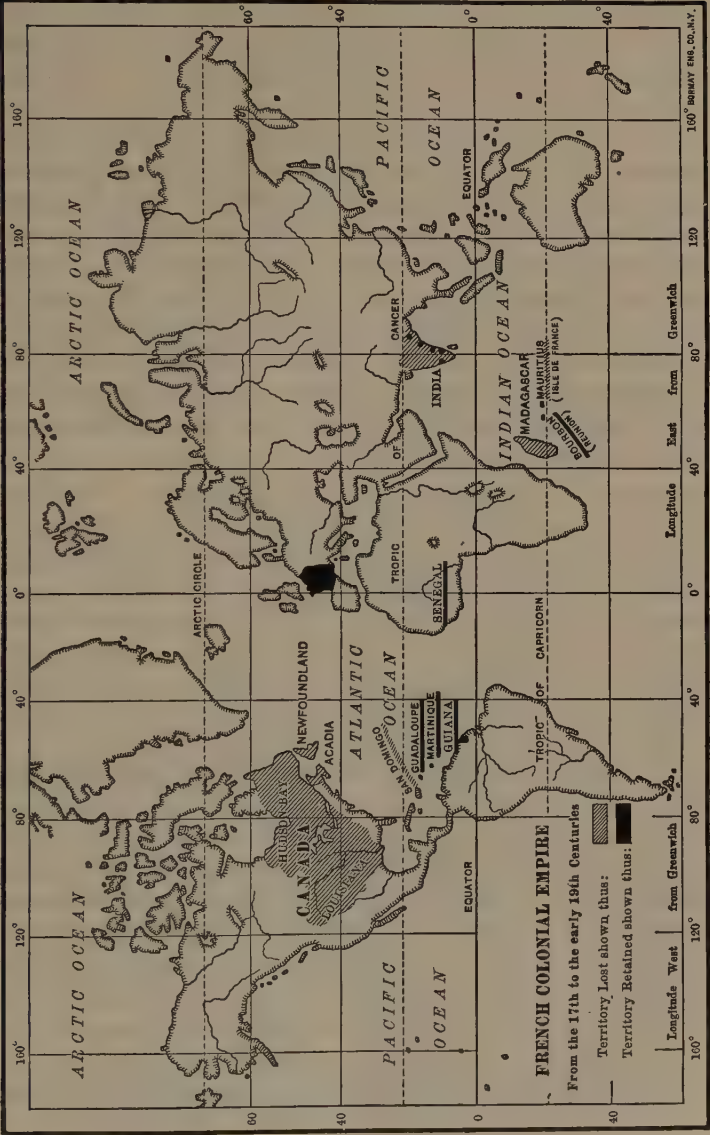 160°
120°
80°
40°
0°
40°
80°
120
160° BORMAY ENG. CO., N.Y.
ARCTIC OCEAN
ARCTIC OCEAN
ARCTIC CIRCLE
60
60
40
40°
HUDSON BAY
CANADA
LOUISIANA
NEWFOUNDLAND
ACADIA
ATLANTIC
OCEAN
PACIFIC
OCEAN
PACIFIC
OCEAN
TROPIC
OF
CANCER
SAN DOMINGO
GUADALOUPE
MARTINIQUE
GUIANA
SENEGAL
INDIA
EQUATOR
EQUATOR
0
0°
INDIAN OCEAN
MADAGASCAR
MAURITIUS
(ISLE DE FRANCE)
BOURBON
(REUNION)
TROPIC OF CAPRICORN
FRENCH COLONIAL EMPIRE
From the 17th to the early 19th Centuries
Territory Lost shown thus:
Territory Retained shown thus:
40
40°
Longitude West from Greenwich
Longitude East from Greenwich
160°
120°
80°
40°
0°
40°
80°
120